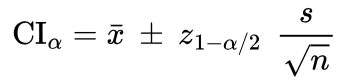 CI_α = x̄ ± z_{1−α/2} s/√n